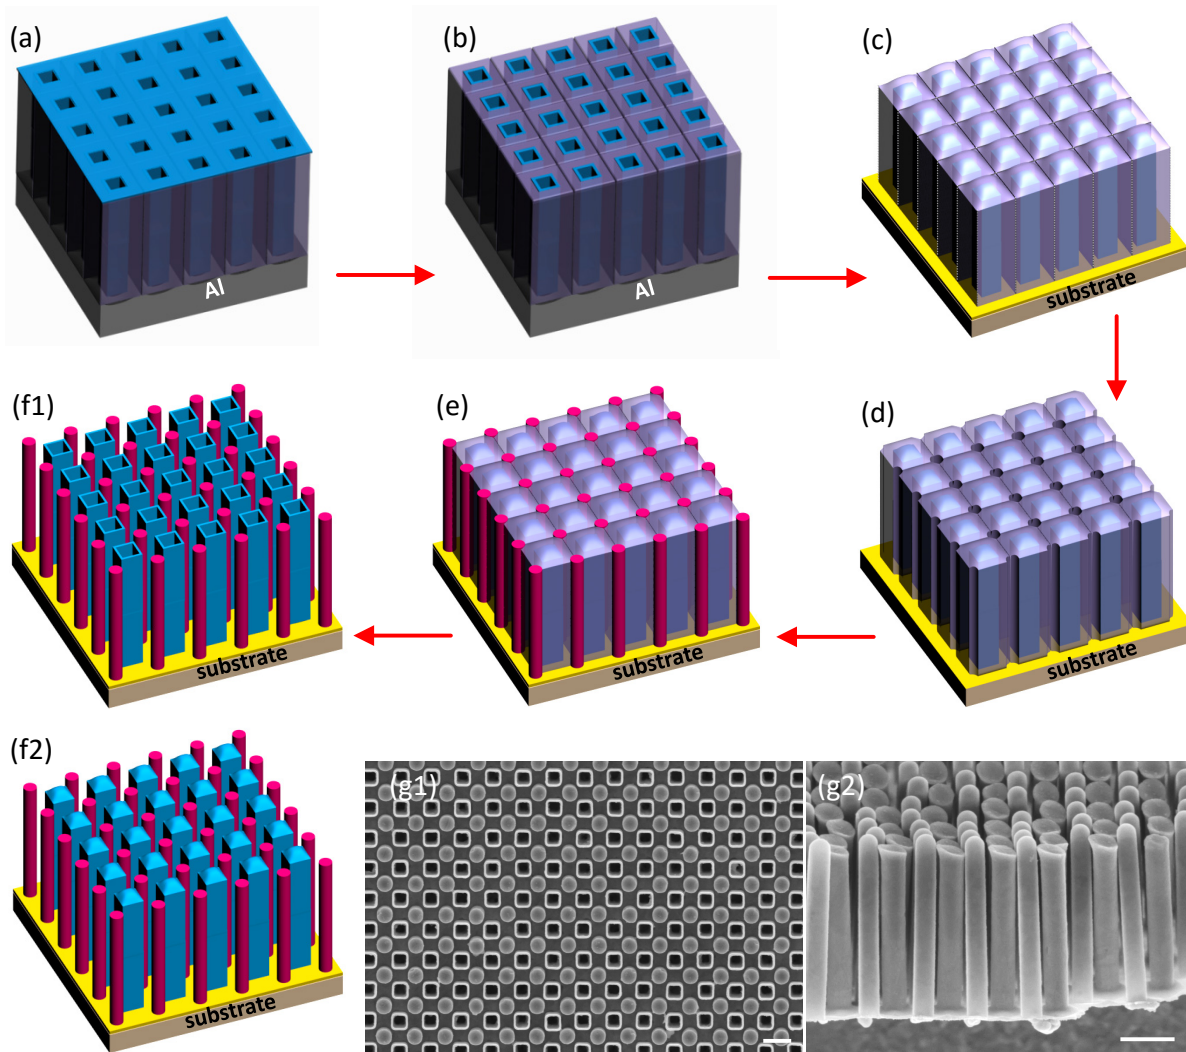 (a)
(b)
(c)
Al
Al
substrate
(f1)
(e)
(d)
substrate
substrate
substrate
(f2)
(g1)
(g2)
substrate